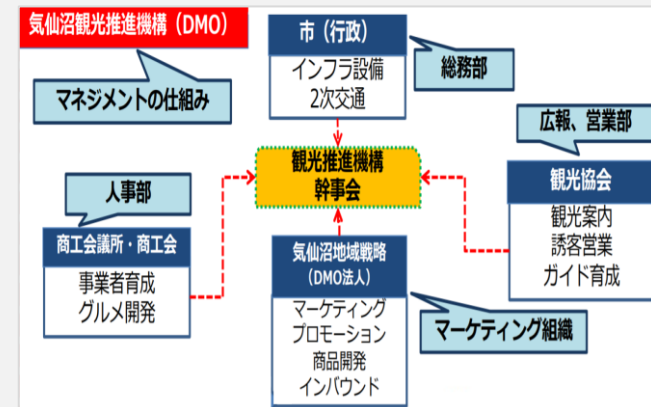 気仙沼観光推進機構（DMO）
マネジメントの仕組み
市（行政）
インフラ設備
2次交通
総務部
広報、営業部
観光推進機構
幹事会
人事部
商工会議所・商工会
事業者育成
グルメ開発
観光協会
観光案内
誘客営業
ガイド育成
気仙沼地域戦略
（DMO法人）
マーケティング
プロモーション
商品開発
インバウンド
マーケティング組織